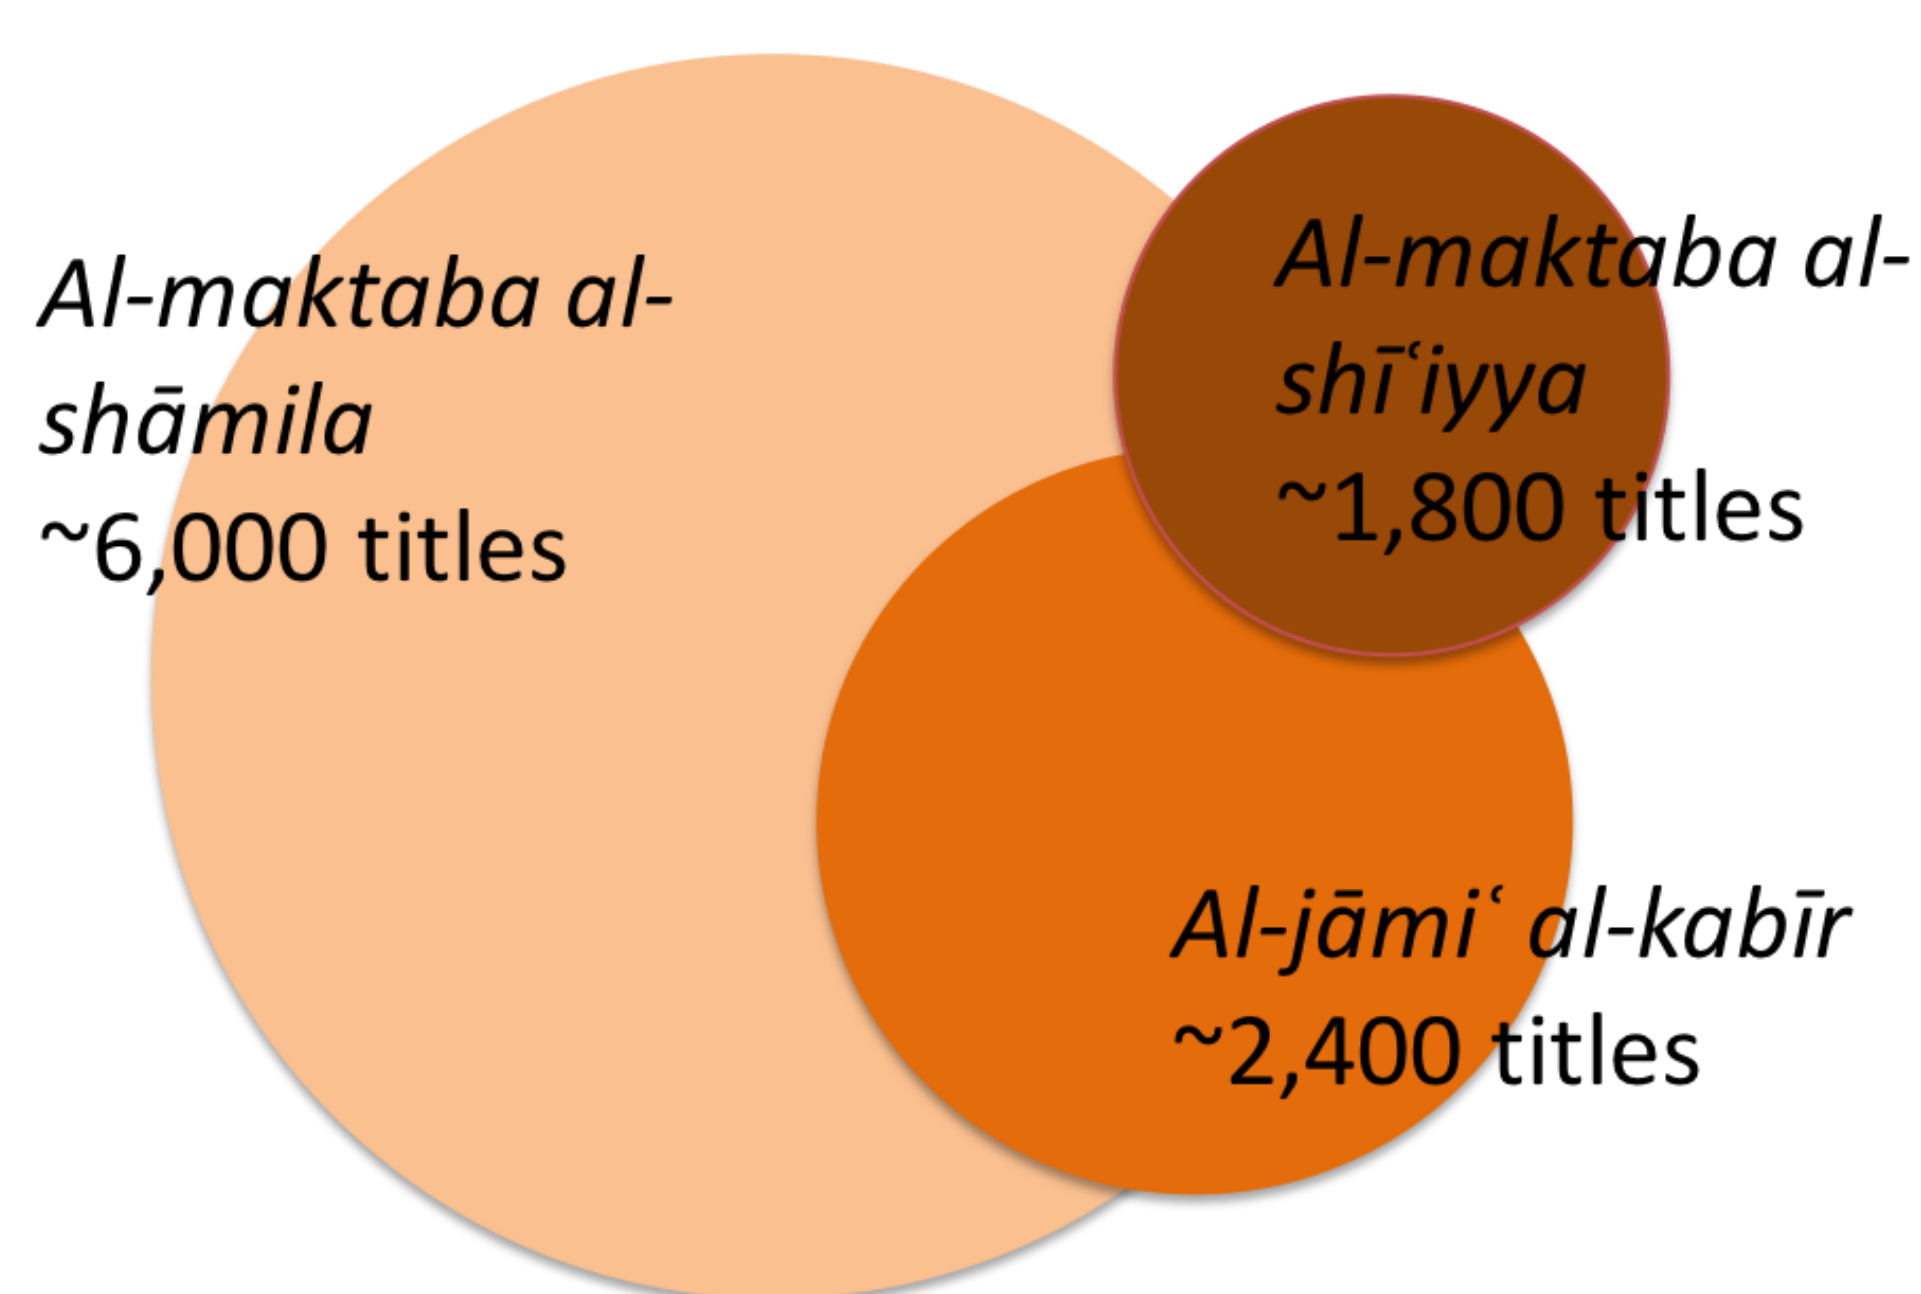 Al-maktaba al-
shāmila
~6,000 titles
Al-maktaba al-
shīʿiyya
~1,800 titles
Al-jāmiʿ al-kabīr
~2,400 titles